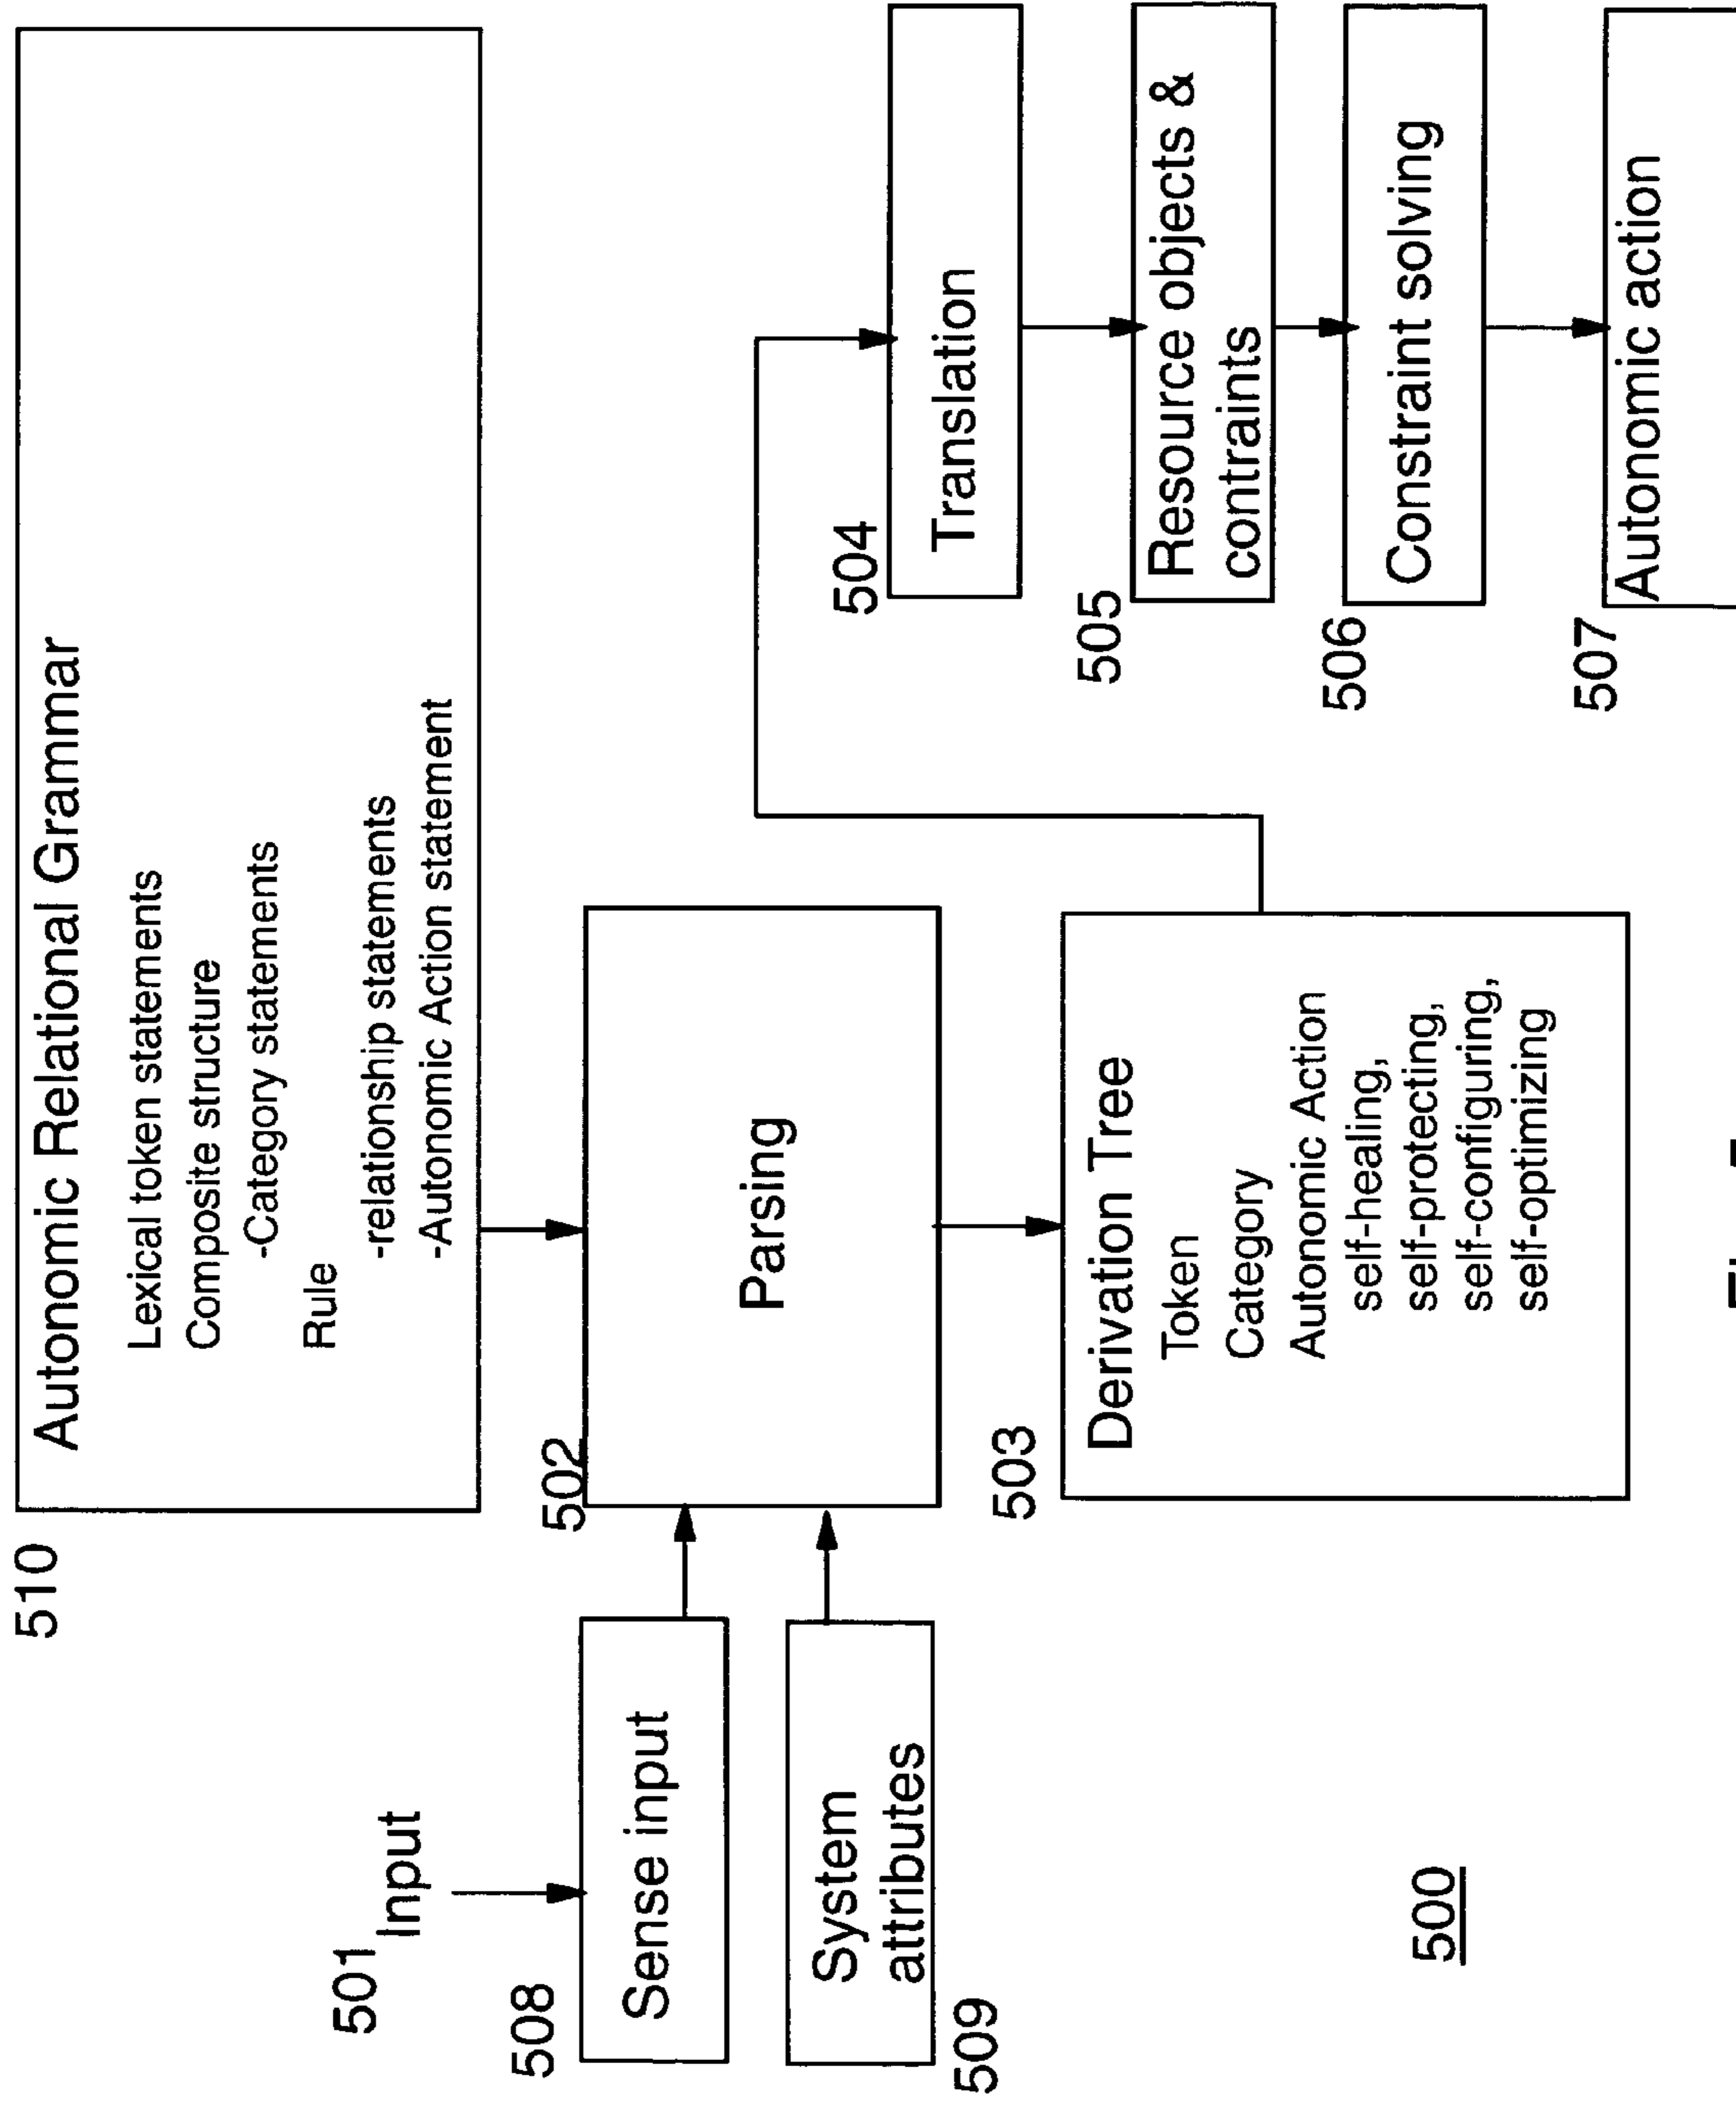 510
Autonomic Relational Grammar
Lexical token statements
Composite structure
-Category statements
Rule
-relationship statements
-Autonomic Action statement
501
Input
508
Sense input
System
attributes
509
502
Parsing
503
Derivation Tree
Token
Category
Autonomic Action
self-healing,
self-protecting,
self-configuring,
self-optimizing
504
Translation
505
Resource objects &
contraints
506
Constraint solving
507
Autonomic action
500